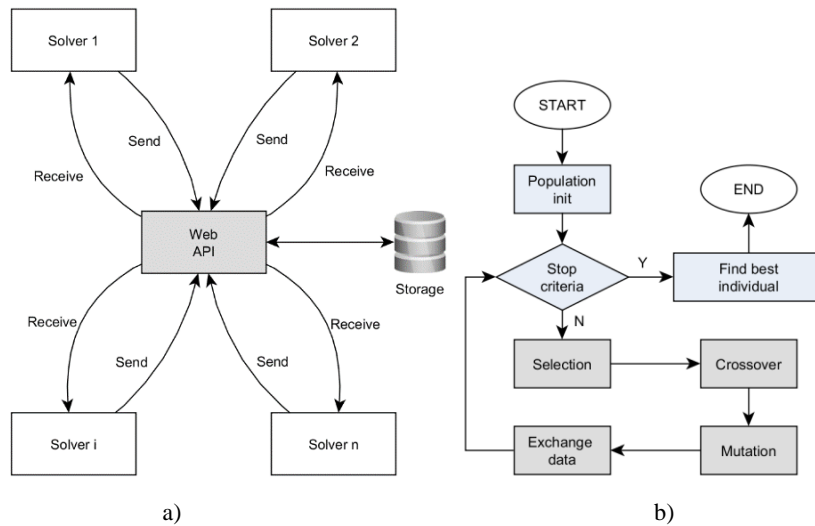 Solver 1
Solver 2
Send
Send
Receive
Receive
Web
API
Storage
Receive
Receive
Send
Send
Solver i
Solver n
a)
START
Population
init
END
Stop
criteria
Y
Find best
individual
N
Selection
Crossover
Exchange
data
Mutation
b)